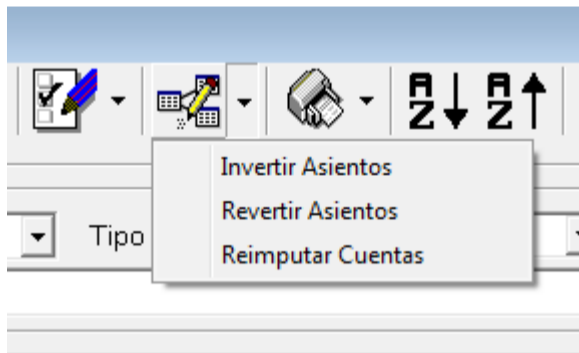 A
Z
A
Z
Invertir Asientos
Revertir Asientos
Tipo
Reimputar Cuentas